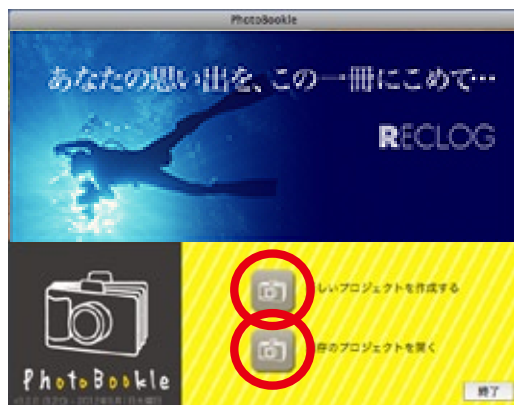 PhotoBookle
あなたの思い出を、この一冊にこめて…
RECLOG
しいプロジェクトを作成する
存のプロジェクトを開く
PhotoBookle
終了